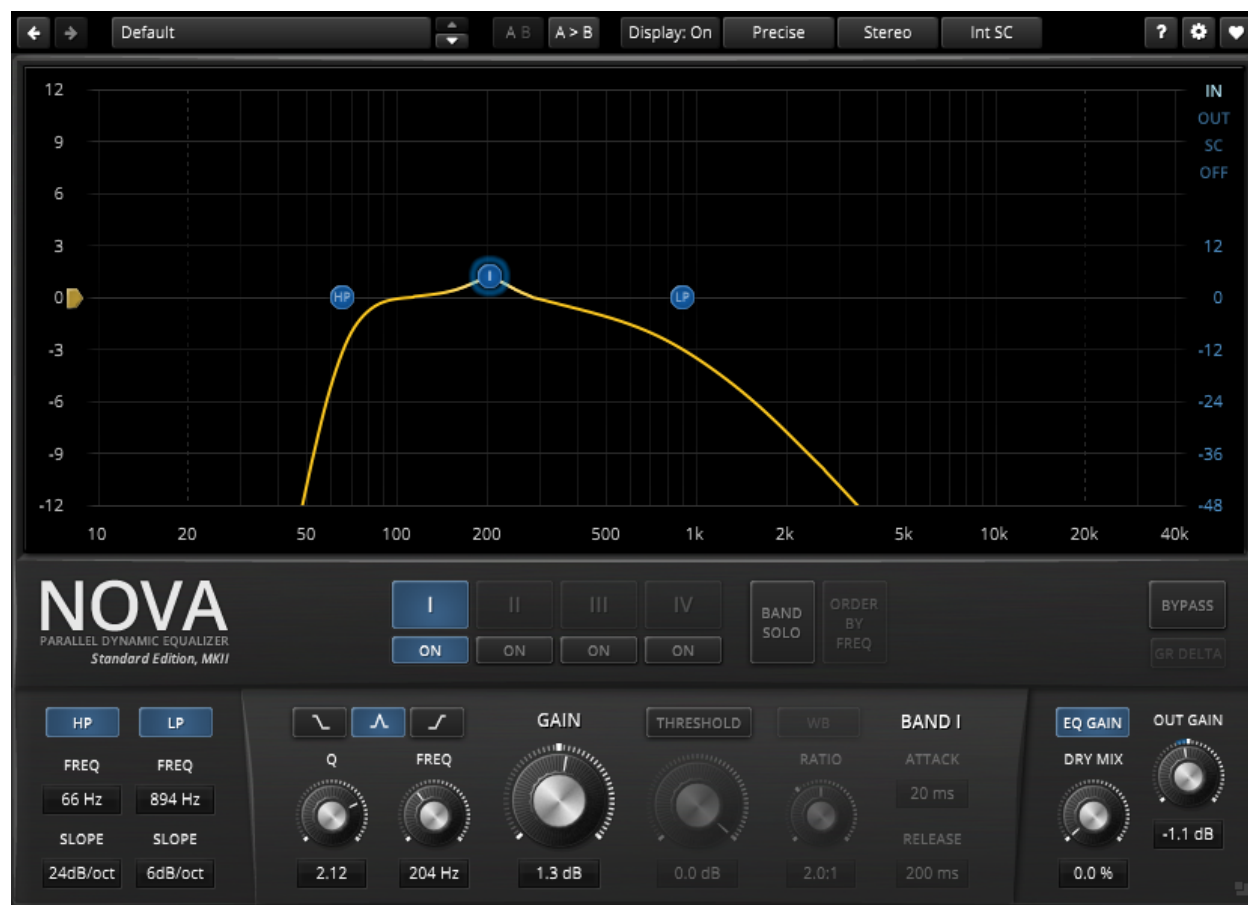 Default A B A > B Display: On Precise Stereo Int SC ?
12 IN
OUT
9 SC
OFF
6
3 12
HP I LP
0 0
-3 -12
-6 -24
-9 -36
-12 -48
10 20 50 100 200 500 1k 2k 5k 10k 20k 40k
NOVA
PARALLEL DYNAMIC EQUALIZER
Standard Edition, MKII
I II III IV
ON ON ON ON
BAND
SOLO
ORDER
BY
FREQ
BYPASS
GR DELTA
HP LP
FREQ FREQ
66 Hz 894 Hz
SLOPE SLOPE
24dB/oct 6dB/oct
GAIN THRESHOLD WB BAND I
Q FREQ RATIO ATTACK
20 ms
RELEASE
2.12 204 Hz 1.3 dB 0.0 dB 2.0:1 200 ms
EQ GAIN OUT GAIN
DRY MIX
-1.1 dB
0.0 %